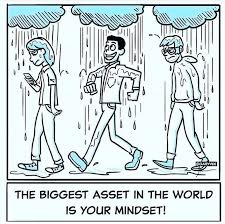 THE BIGGEST ASSET IN THE WORLD
IS YOUR MINDSET!